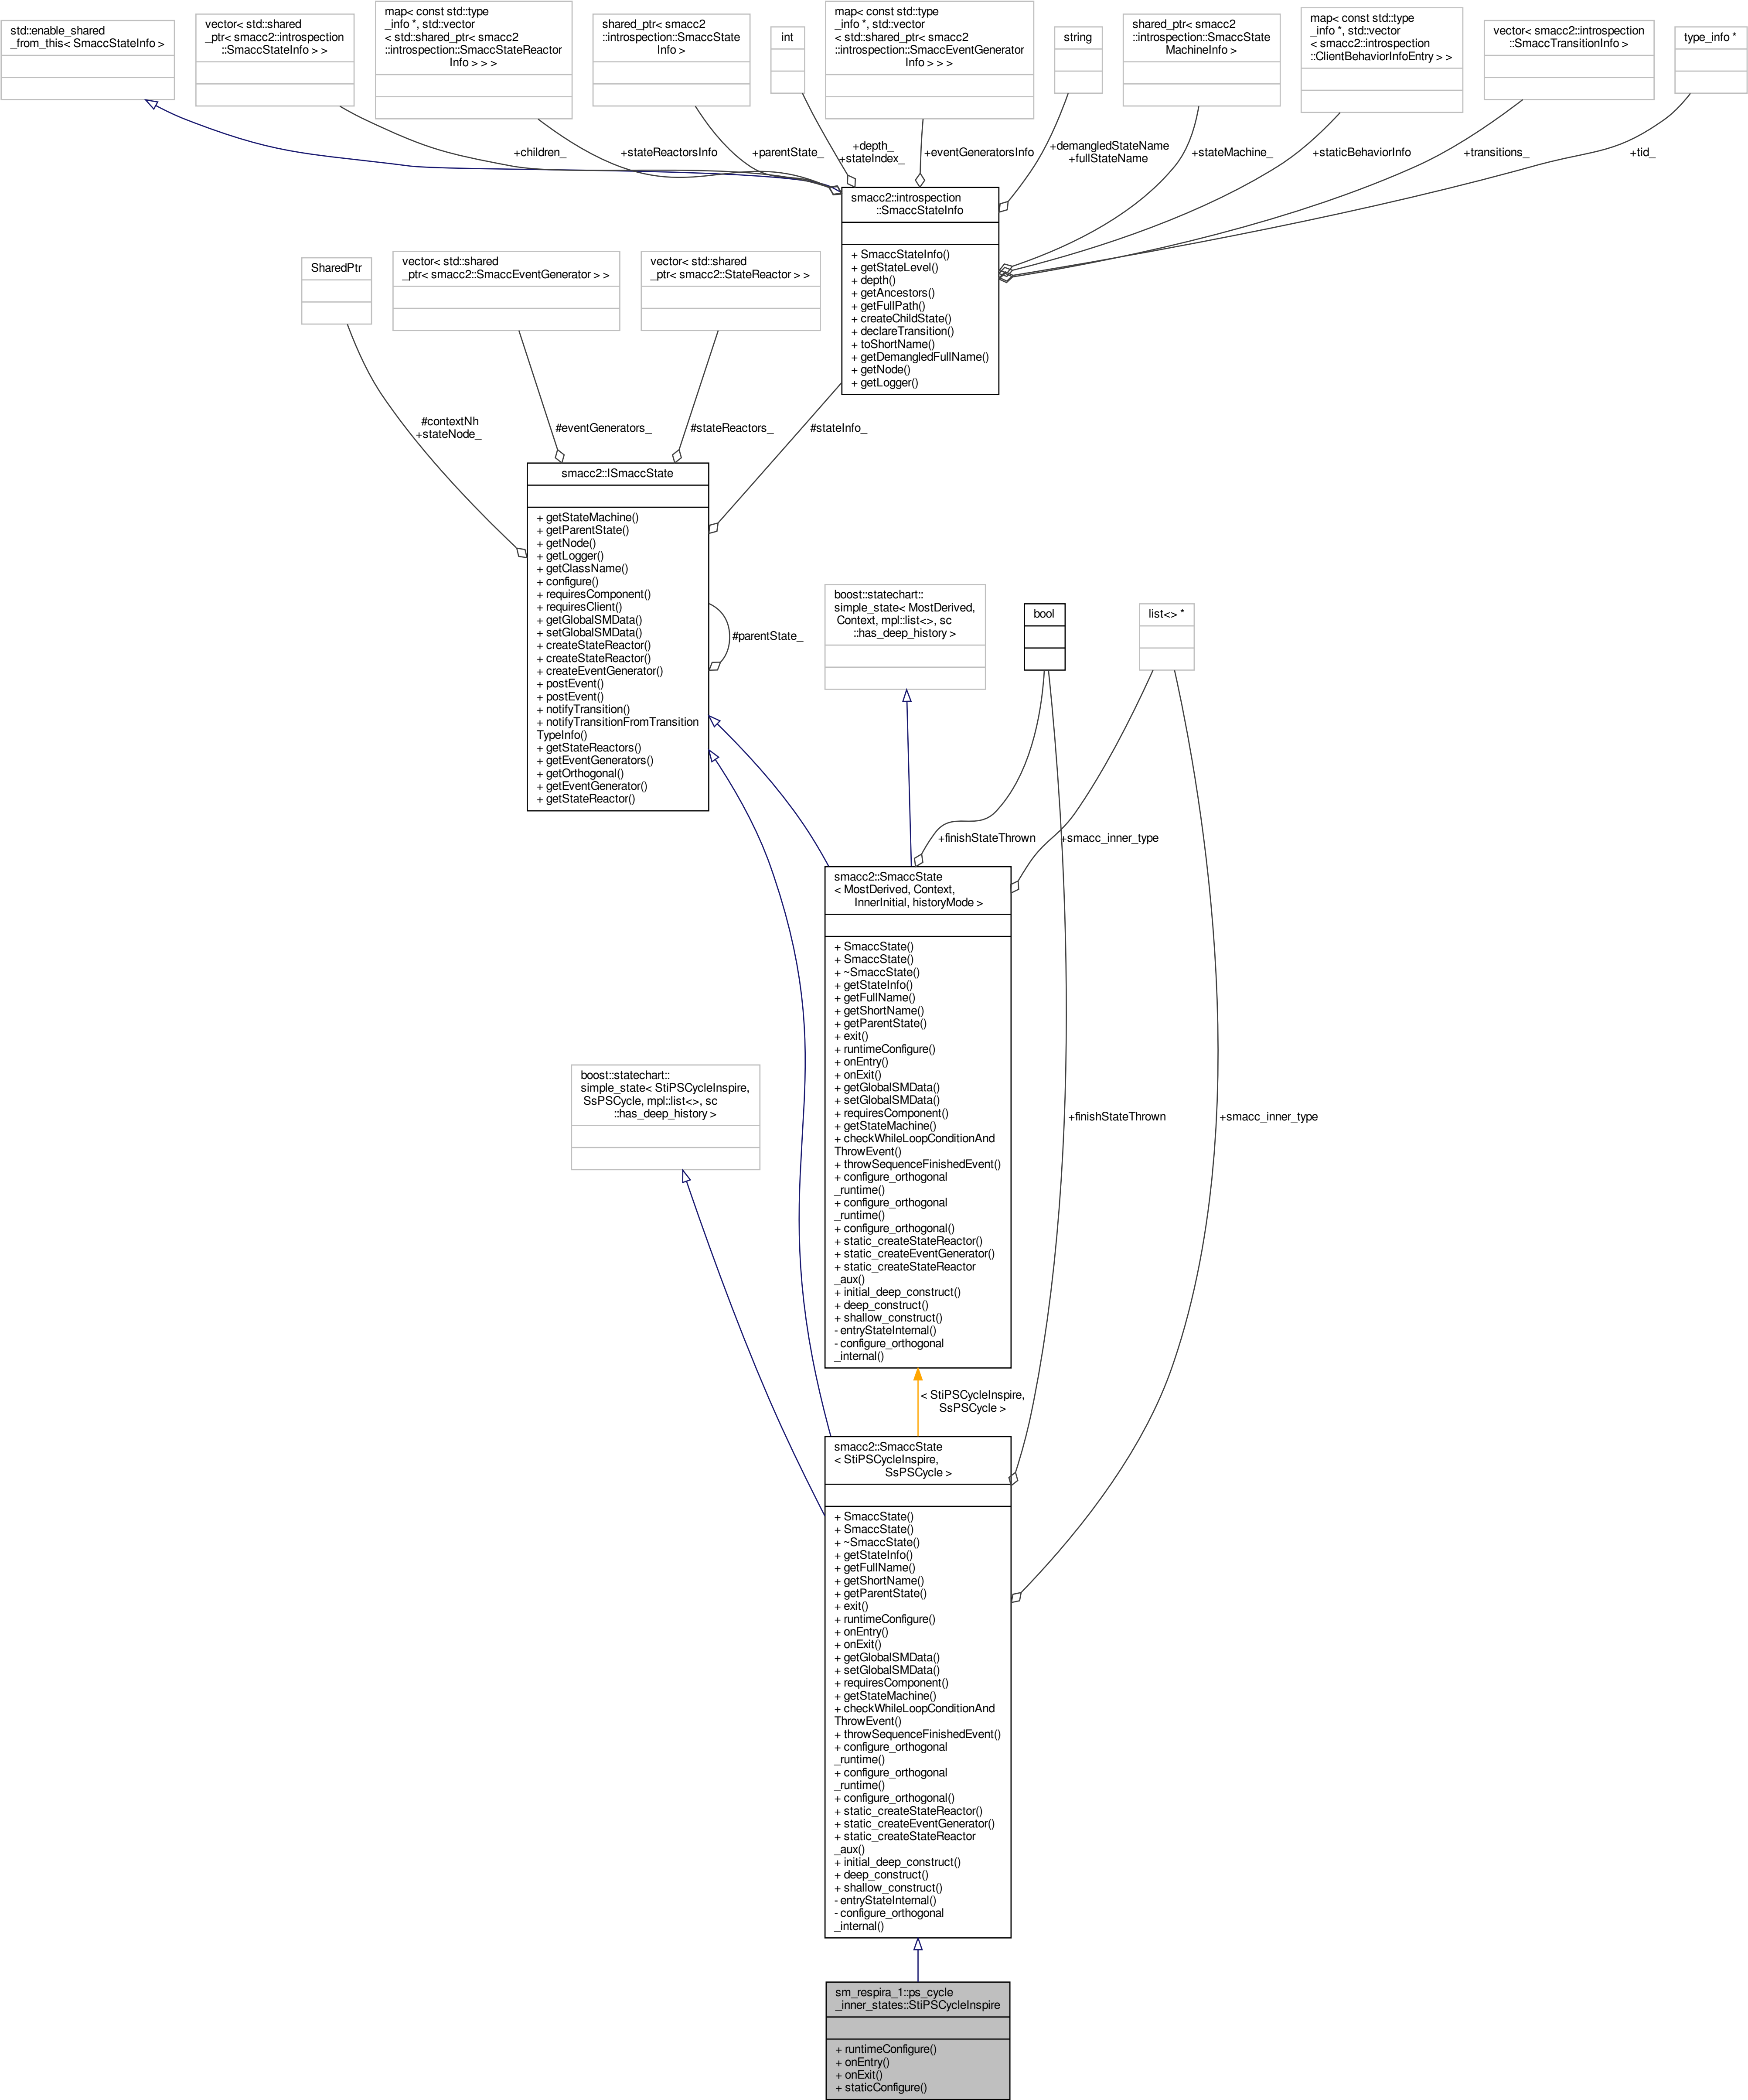 std::enable_shared
_from_this< SmaccStateInfo >
vector< std::shared
_ptr< smacc2::introspection
::SmaccStateInfo > >
map< const std::type
_info *, std::vector
< std::shared_ptr< smacc2
::introspection::SmaccStateReactor
Info > > >
shared_ptr< smacc2
::introspection::SmaccState
Info >
int
map< const std::type
_info *, std::vector
< std::shared_ptr< smacc2
::introspection::SmaccEventGenerator
Info > > >
string
shared_ptr< smacc2
::introspection::SmaccState
MachineInfo >
map< const std::type
_info *, std::vector
< smacc2::introspection
::ClientBehaviorInfoEntry > >
vector< smacc2::introspection
::SmaccTransitionInfo >
type_info *
+children_
+stateReactorsInfo
+parentState_
+depth_
+stateIndex_
+eventGeneratorsInfo
+demangledStateName
+fullStateName
+stateMachine_
+staticBehaviorInfo
+transitions_
+tid_
smacc2::introspection
::SmaccStateInfo
+ SmaccStateInfo()
+ getStateLevel()
+ depth()
+ getAncestors()
+ getFullPath()
+ createChildState()
+ declareTransition()
+ toShortName()
+ getDemangledFullName()
+ getNode()
+ getLogger()
SharedPtr
vector< std::shared
_ptr< smacc2::SmaccEventGenerator > >
vector< std::shared
_ptr< smacc2::StateReactor > >
#contextNh
+stateNode_
#eventGenerators_
#stateReactors_
#stateInfo_
smacc2::ISmaccState
+ getStateMachine()
+ getParentState()
+ getNode()
+ getLogger()
+ getClassName()
+ configure()
+ requiresComponent()
+ requiresClient()
+ getGlobalSMData()
+ setGlobalSMData()
+ createStateReactor()
+ createStateReactor()
+ createEventGenerator()
+ postEvent()
+ postEvent()
+ notifyTransition()
+ notifyTransitionFromTransition
TypeInfo()
+ getStateReactors()
+ getEventGenerators()
+ getOrthogonal()
+ getEventGenerator()
+ getStateReactor()
#parentState_
boost::statechart::
simple_state< MostDerived,
Context, mpl::list<>, sc
::has_deep_history >
bool
list<> *
+finishStateThrown
+smacc_inner_type
smacc2::SmaccState
< MostDerived, Context,
InnerInitial, historyMode >
+ SmaccState()
+ SmaccState()
+ ~SmaccState()
+ getStateInfo()
+ getFullName()
+ getShortName()
+ getParentState()
+ exit()
+ runtimeConfigure()
+ onEntry()
+ onExit()
+ getGlobalSMData()
+ setGlobalSMData()
+ requiresComponent()
+ getStateMachine()
+ checkWhileLoopConditionAnd
ThrowEvent()
+ throwSequenceFinishedEvent()
+ configure_orthogonal
_runtime()
+ configure_orthogonal
_runtime()
+ configure_orthogonal()
+ static_createStateReactor()
+ static_createEventGenerator()
+ static_createStateReactor
_aux()
+ initial_deep_construct()
+ deep_construct()
+ shallow_construct()
- entryStateInternal()
- configure_orthogonal
_internal()
boost::statechart::
simple_state< StiPSCycleInspire,
SsPSCycle, mpl::list<>, sc
::has_deep_history >
+finishStateThrown
+smacc_inner_type
< StiPSCycleInspire,
SsPSCycle >
smacc2::SmaccState
< StiPSCycleInspire,
SsPSCycle >
+ SmaccState()
+ SmaccState()
+ ~SmaccState()
+ getStateInfo()
+ getFullName()
+ getShortName()
+ getParentState()
+ exit()
+ runtimeConfigure()
+ onEntry()
+ onExit()
+ getGlobalSMData()
+ setGlobalSMData()
+ requiresComponent()
+ getStateMachine()
+ checkWhileLoopConditionAnd
ThrowEvent()
+ throwSequenceFinishedEvent()
+ configure_orthogonal
_runtime()
+ configure_orthogonal
_runtime()
+ configure_orthogonal()
+ static_createStateReactor()
+ static_createEventGenerator()
+ static_createStateReactor
_aux()
+ initial_deep_construct()
+ deep_construct()
+ shallow_construct()
- entryStateInternal()
- configure_orthogonal
_internal()
sm_respira_1::ps_cycle
_inner_states::StiPSCycleInspire
+ runtimeConfigure()
+ onEntry()
+ onExit()
+ staticConfigure()